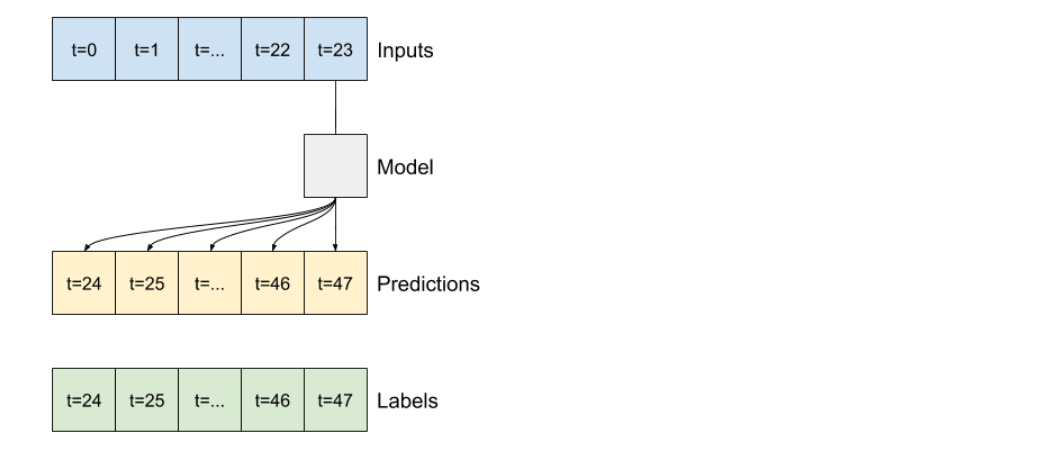 t=0 t=1 t=... t=22 t=23 Inputs
Model
t=24 t=25 t=... t=46 t=47 Predictions
t=24 t=25 t=... t=46 t=47 Labels